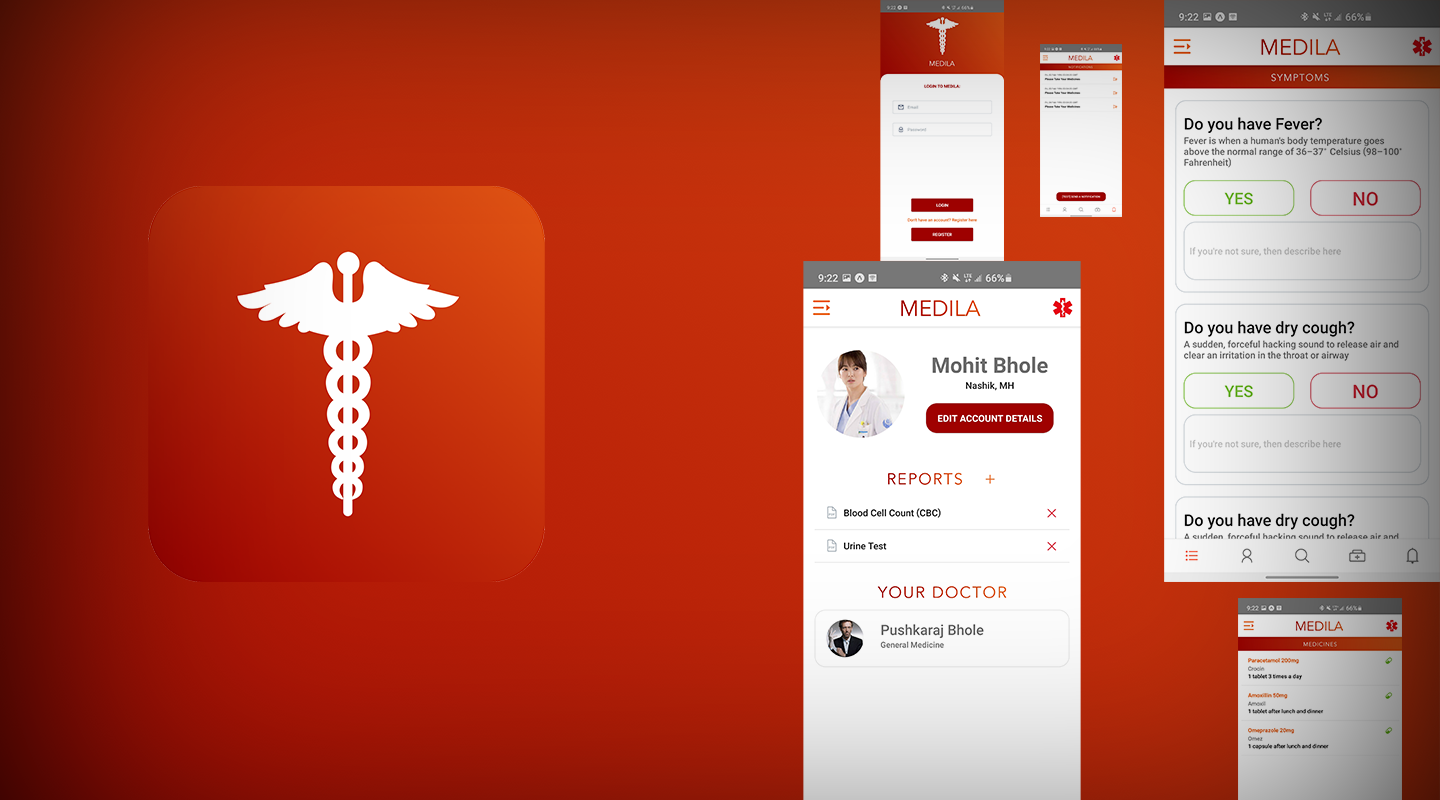 9:22
66%
MEDILA
LOGIN TO MEDILA:
Email
Password
LOGIN
Don't have an account? Register here
REGISTER
MEDILA
NOTIFICATIONS
Please Take Your Medicines
Please Take Your Medicines
Please Take Your Medicines
9:22
LTE
66%
MEDILA
SYMPTOMS
Do you have Fever?
Fever is when a human's body temperature goes
above the normal range of 36–37° Celsius (98–100°
Fahrenheit)
YES
NO
If you're not sure, then describe here
Do you have dry cough?
A sudden, forceful hacking sound to release air and
clear an irritation in the throat or airway
YES
NO
If you're not sure, then describe here
Do you have dry cough?
A sudden, forceful hacking sound to release air and
9:22
LTE
66%
MEDILA
Mohit Bhole
Nashik, MH
EDIT ACCOUNT DETAILS
REPORTS +
Blood Cell Count (CBC)
Urine Test
YOUR DOCTOR
Pushkaraj Bhole
General Medicine
9:22
66%
MEDILA
MEDICINES
Paracetamol 200mg
Crocin
1 tablet 3 times a day
Amoxillin 50mg
Amoxil
1 tablet after lunch and dinner
Omeprazole 20mg
Omez
1 capsule after lunch and dinner